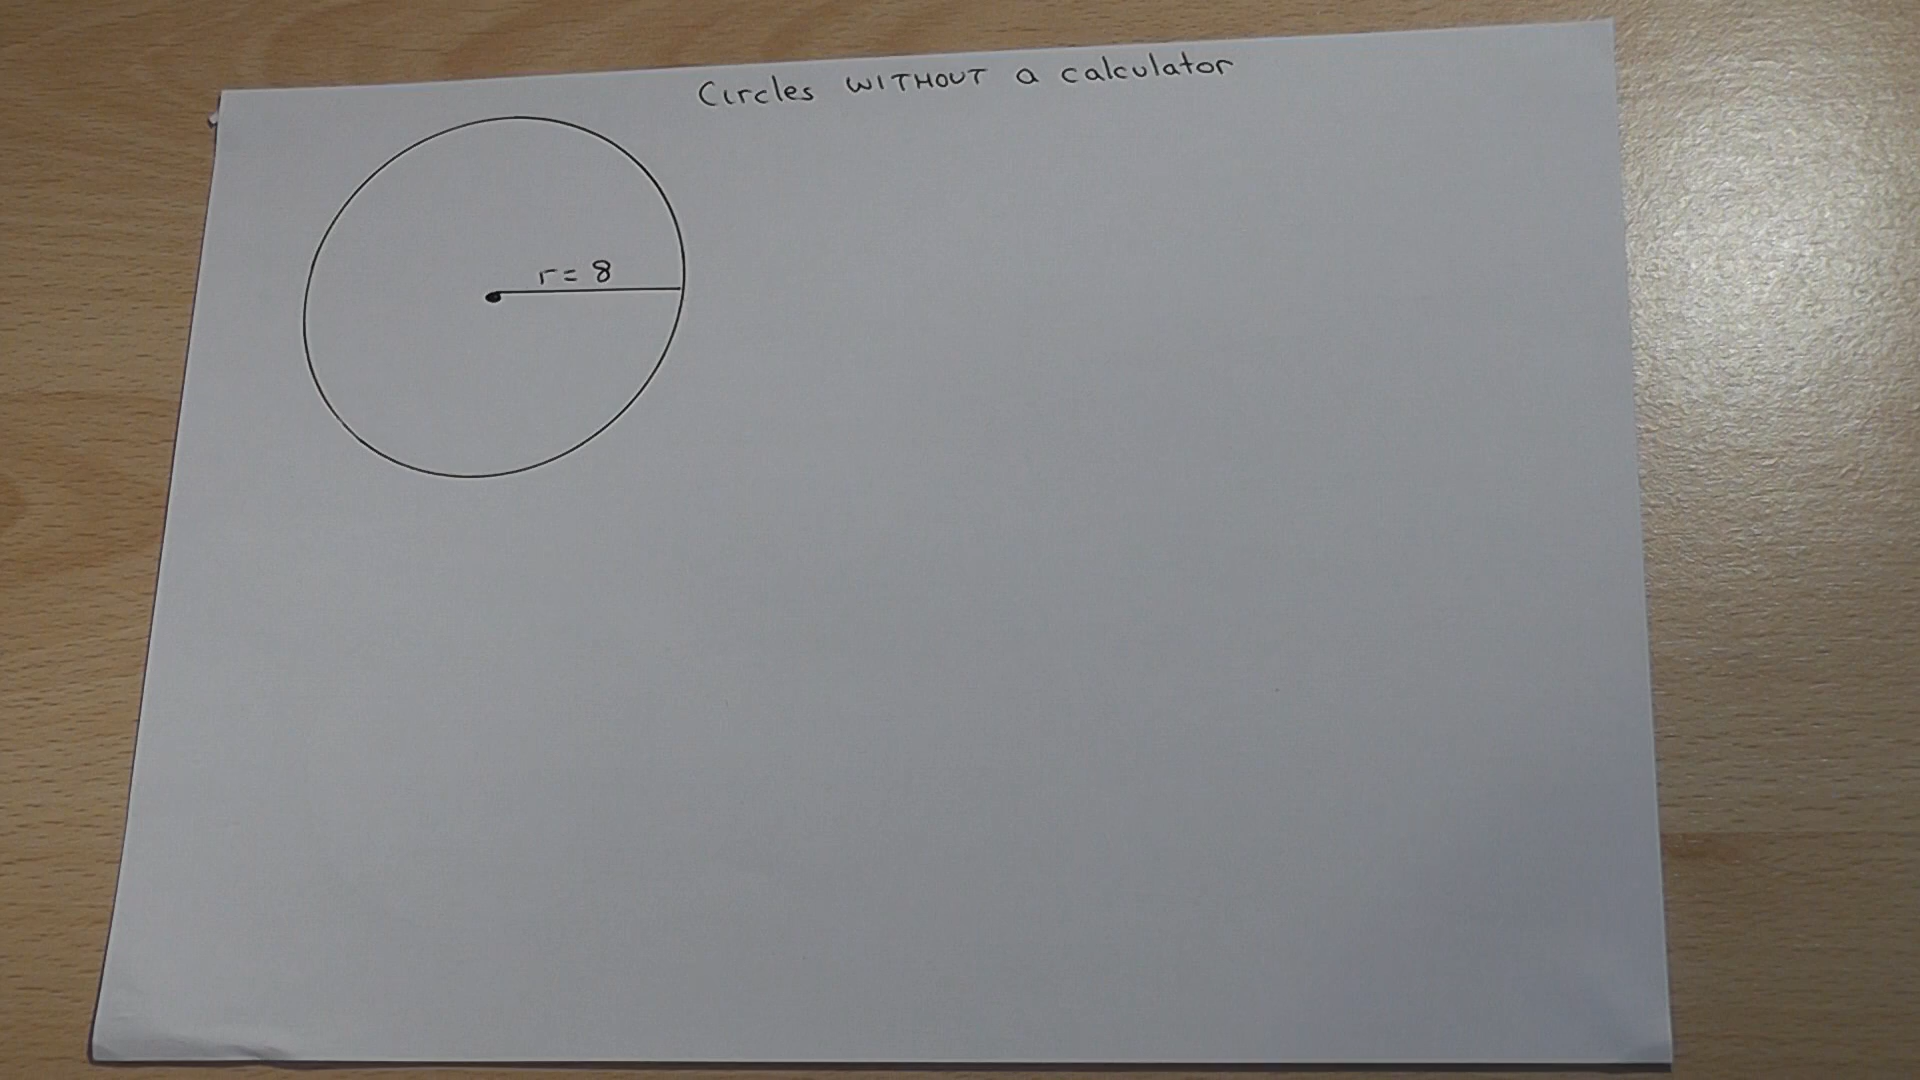 Circles WITHOUT a calculator
r = 8